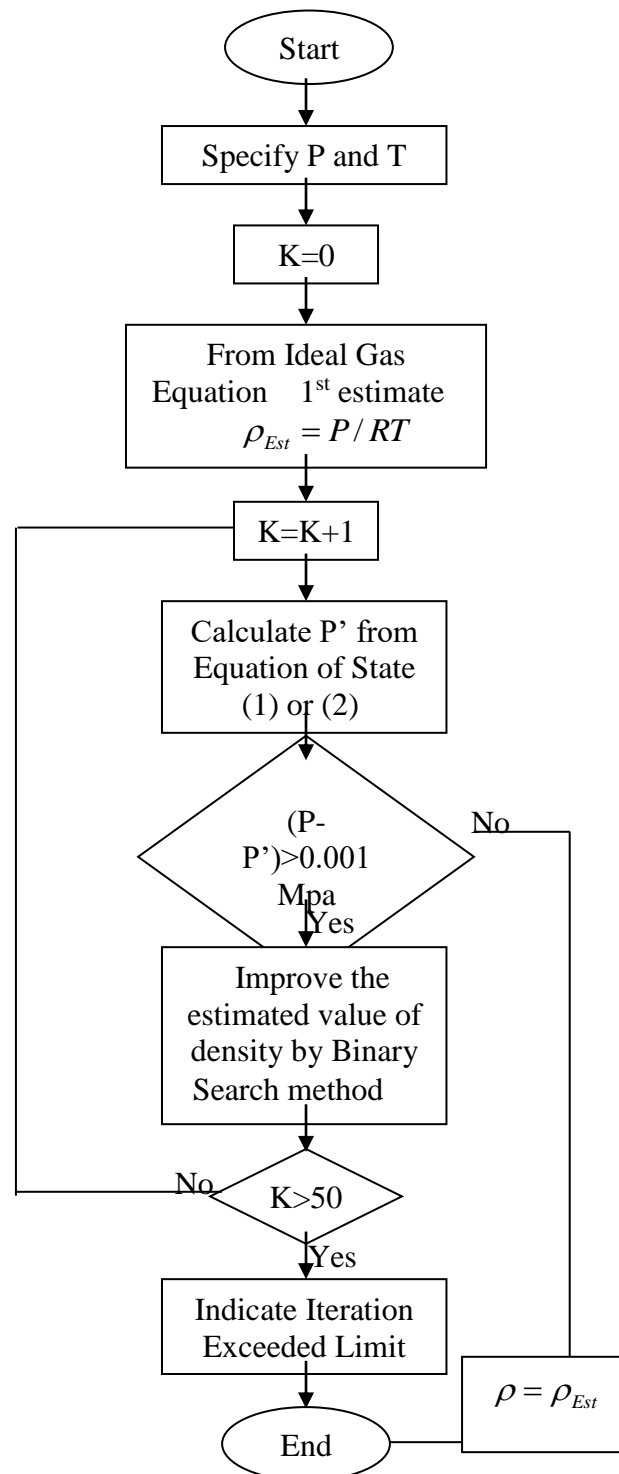 Start
Specify P and T
K=0
From Ideal Gas
Equation 1st estimate
ρ_Est = P / RT
K=K+1
Calculate P’ from
Equation of State
(1) or (2)
(P-
P’)>0.001
Mpa
No
Yes
Improve the
estimated value of
density by Binary
Search method
K>50
No
Yes
Indicate Iteration
Exceeded Limit
ρ = ρ_Est
End